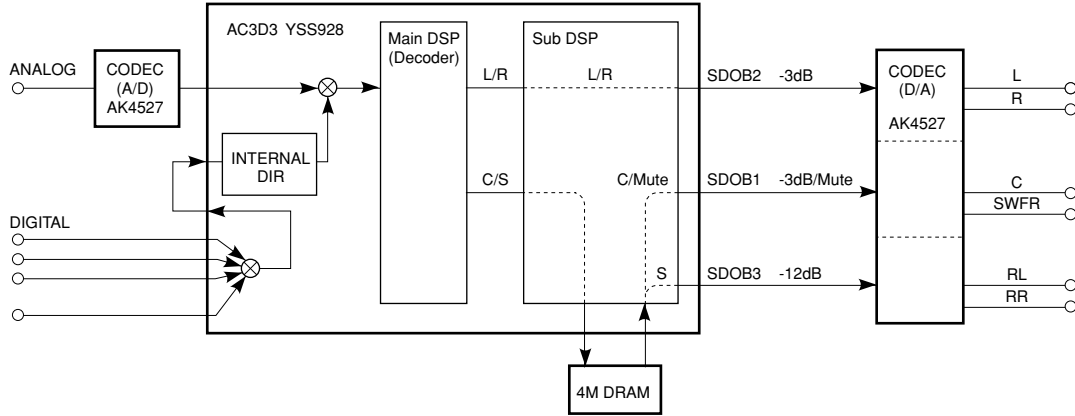 AC3D3 YSS928
Main DSP
(Decoder)
Sub DSP
ANALOG
CODEC
(A/D)
AK4527
L/R
L/R
SDOB2 -3dB
CODEC
(D/A)
AK4527
L
R
INTERNAL
DIR
C/S
C/Mute
SDOB1 -3dB/Mute
C
SWFR
DIGITAL
S
SDOB3 -12dB
RL
RR
4M DRAM